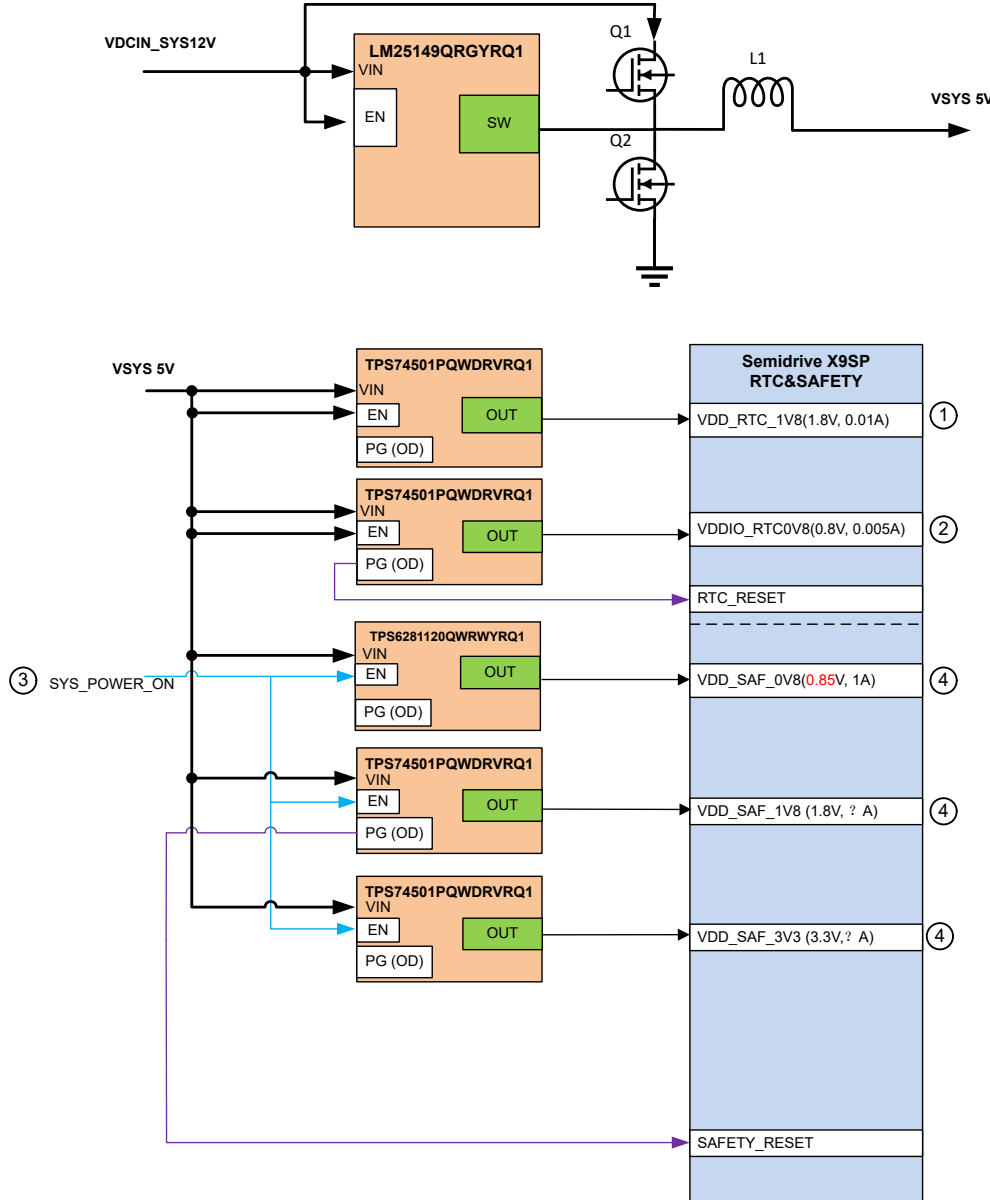 VDCIN_SYS12V
LM25149QRGYRQ1
VIN
EN
SW
Q1
Q2
L1
VSYS 5V
VSYS 5V
TPS74501PQWDRVRQ1
VIN
EN
OUT
PG (OD)
TPS74501PQWDRVRQ1
VIN
EN
OUT
PG (OD)
③ SYS_POWER_ON
TPS6281120QWRWYRQ1
VIN
EN
OUT
PG (OD)
TPS74501PQWDRVRQ1
VIN
EN
OUT
PG (OD)
TPS74501PQWDRVRQ1
VIN
EN
OUT
PG (OD)
Semidrive X9SP
RTC&SAFETY
VDD_RTC_1V8(1.8V, 0.01A) ①
VDDIO_RTC0V8(0.8V, 0.005A) ②
RTC_RESET
VDD_SAF_0V8(0.85V, 1A) ④
VDD_SAF_1V8 (1.8V, ? A) ④
VDD_SAF_3V3 (3.3V,? A) ④
SAFETY_RESET